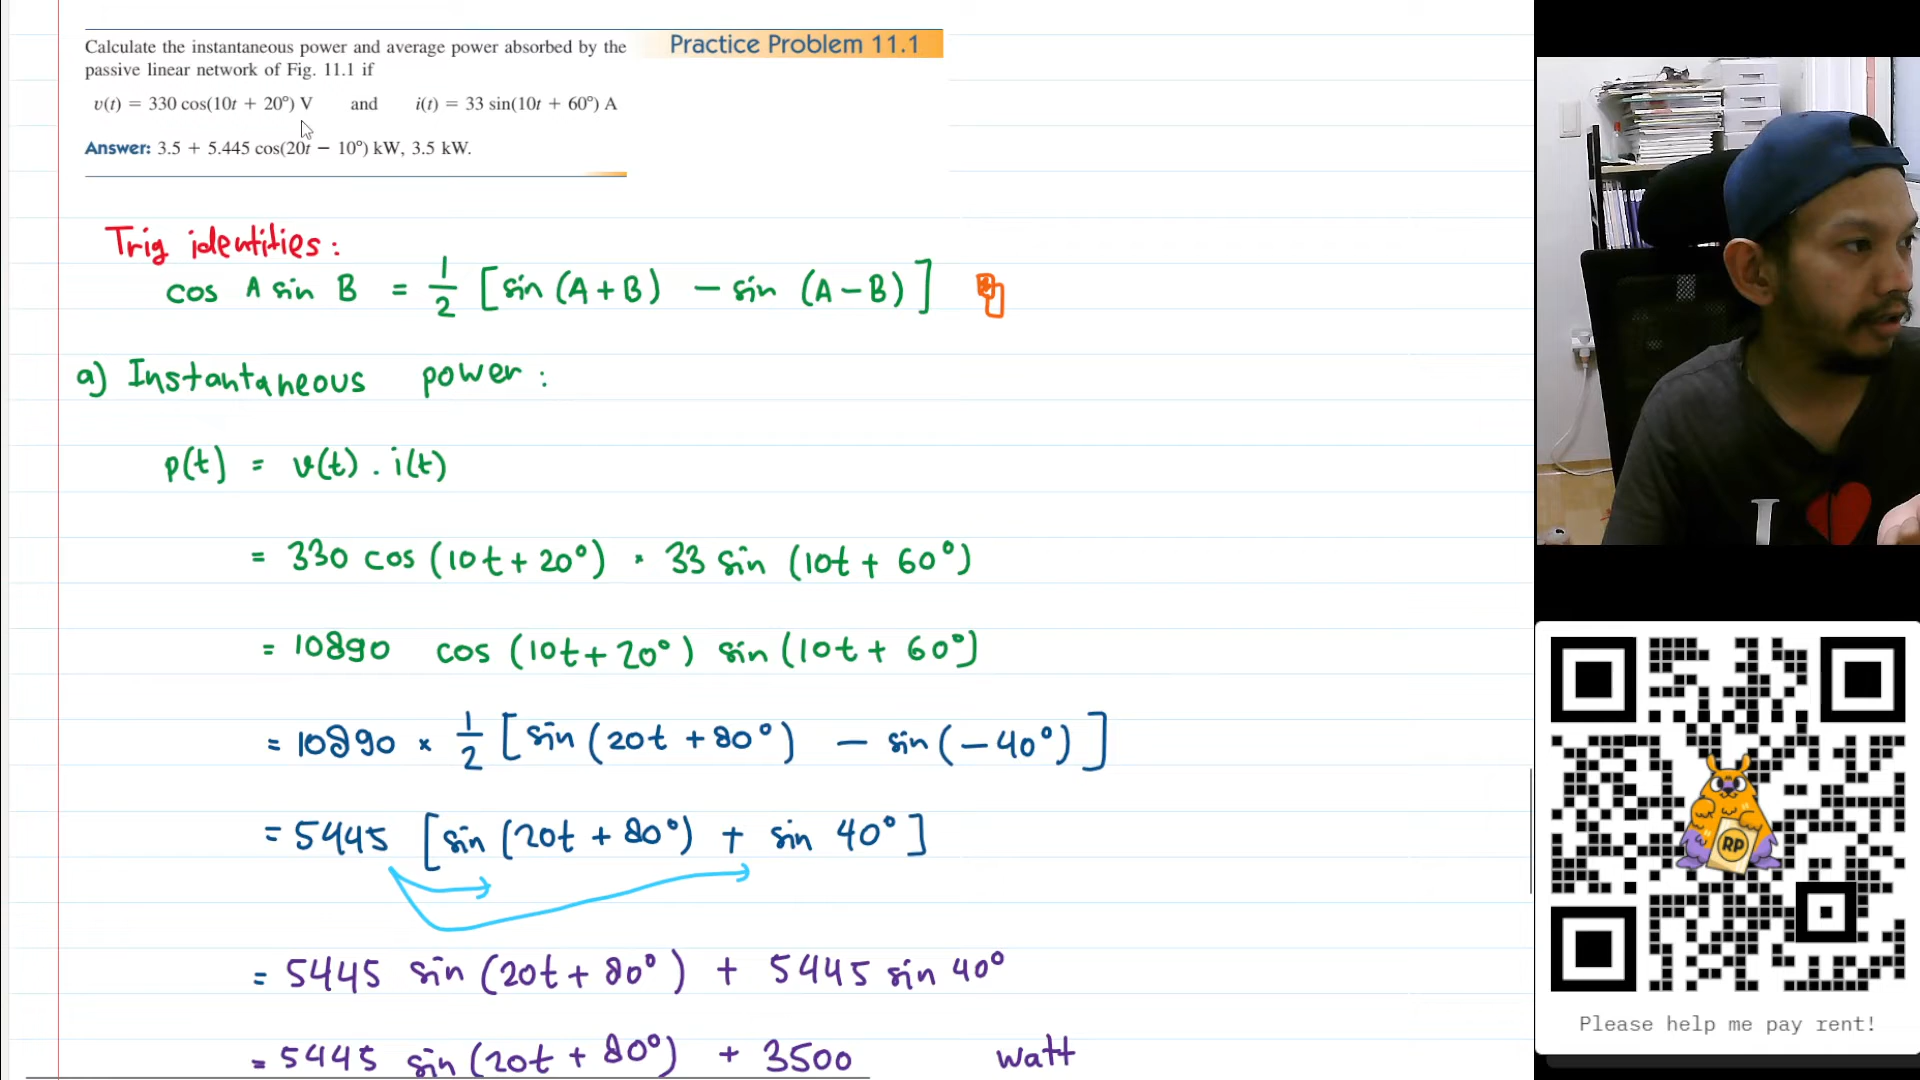 Calculate the instantaneous power and average power absorbed by the
passive linear network of Fig. 11.1 if
v(t) = 330 cos(10t + 20°) V and i(t) = 33 sin(10t + 60°) A
Answer: 3.5 + 5.445 cos(20t − 10°) kW, 3.5 kW.
Practice Problem 11.1
Trig identities:
cos A sin B = 1/2 [sin (A+B) − sin (A−B)]
a) Instantaneous power:
p(t) = v(t) . i(t)
= 330 cos (10t + 20°) · 33 sin (10t + 60°)
= 10890 cos (10t + 20°) sin (10t + 60°)
= 10890 × 1/2 [sin (20t + 80°) − sin (−40°)]
= 5445 [sin (20t + 80°) + sin 40°]
= 5445 sin (20t + 80°) + 5445 sin 40°
= 5445 sin (20t + 80°) + 3500 watt
I
RP
Please help me pay rent!